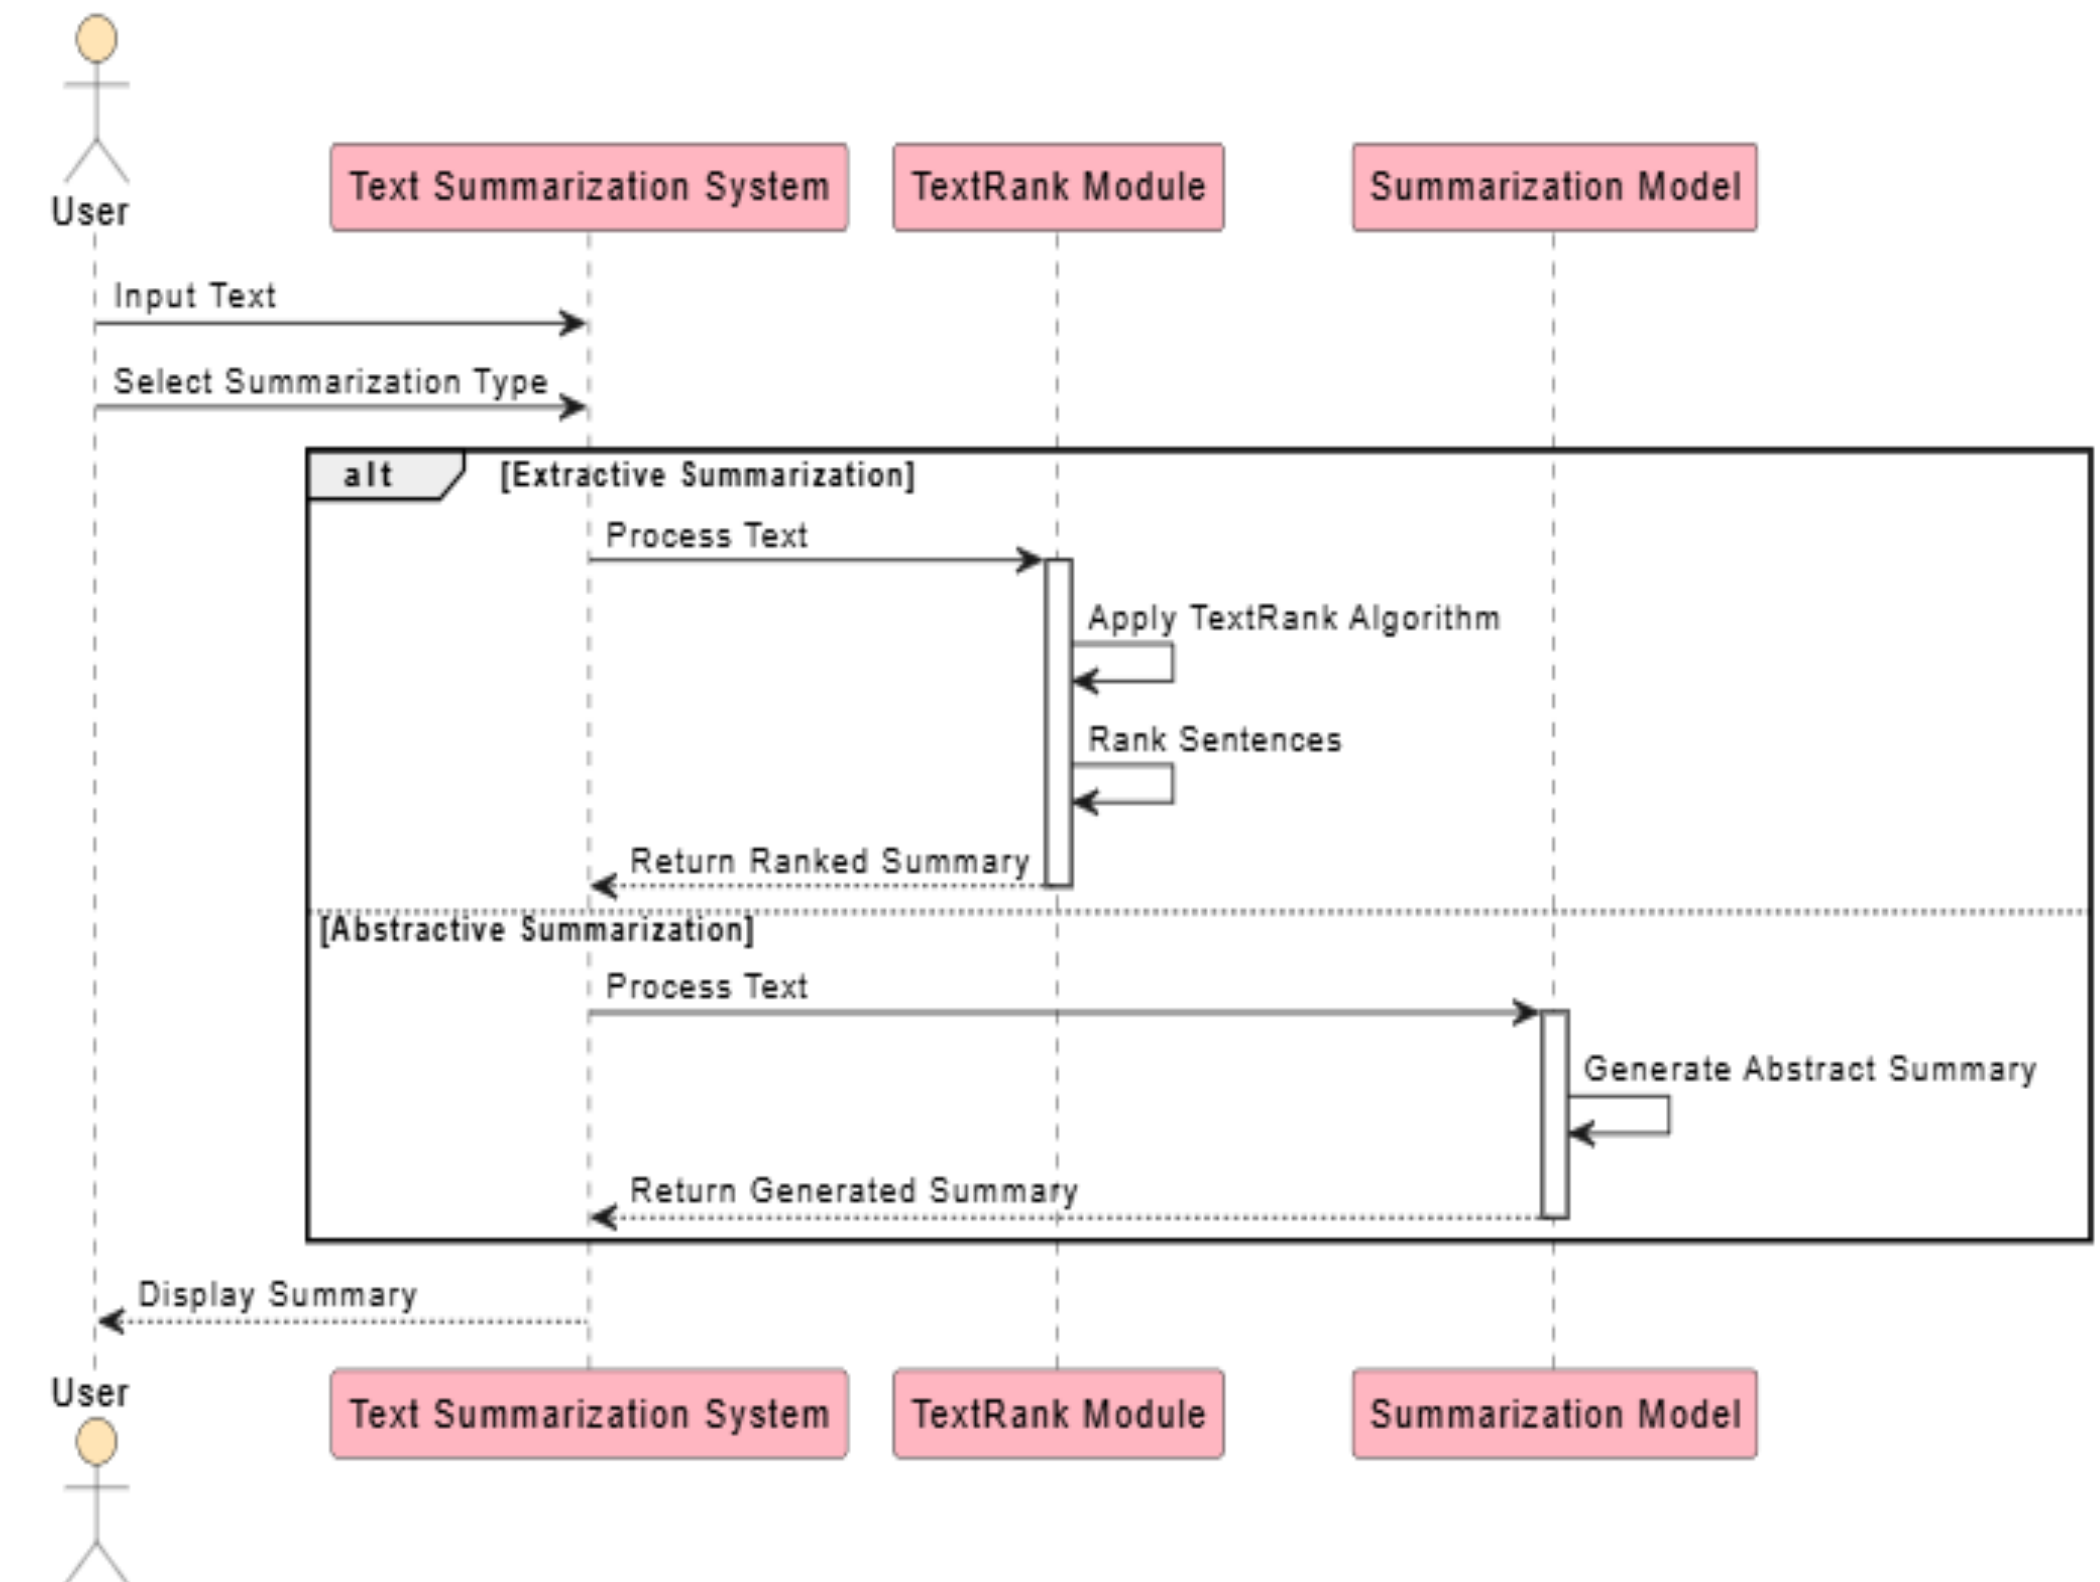 User
Text Summarization System
TextRank Module
Summarization Model
Input Text
Select Summarization Type
alt
[Extractive Summarization]
Process Text
Apply TextRank Algorithm
Rank Sentences
Return Ranked Summary
[Abstractive Summarization]
Process Text
Generate Abstract Summary
Return Generated Summary
Display Summary
User
Text Summarization System
TextRank Module
Summarization Model